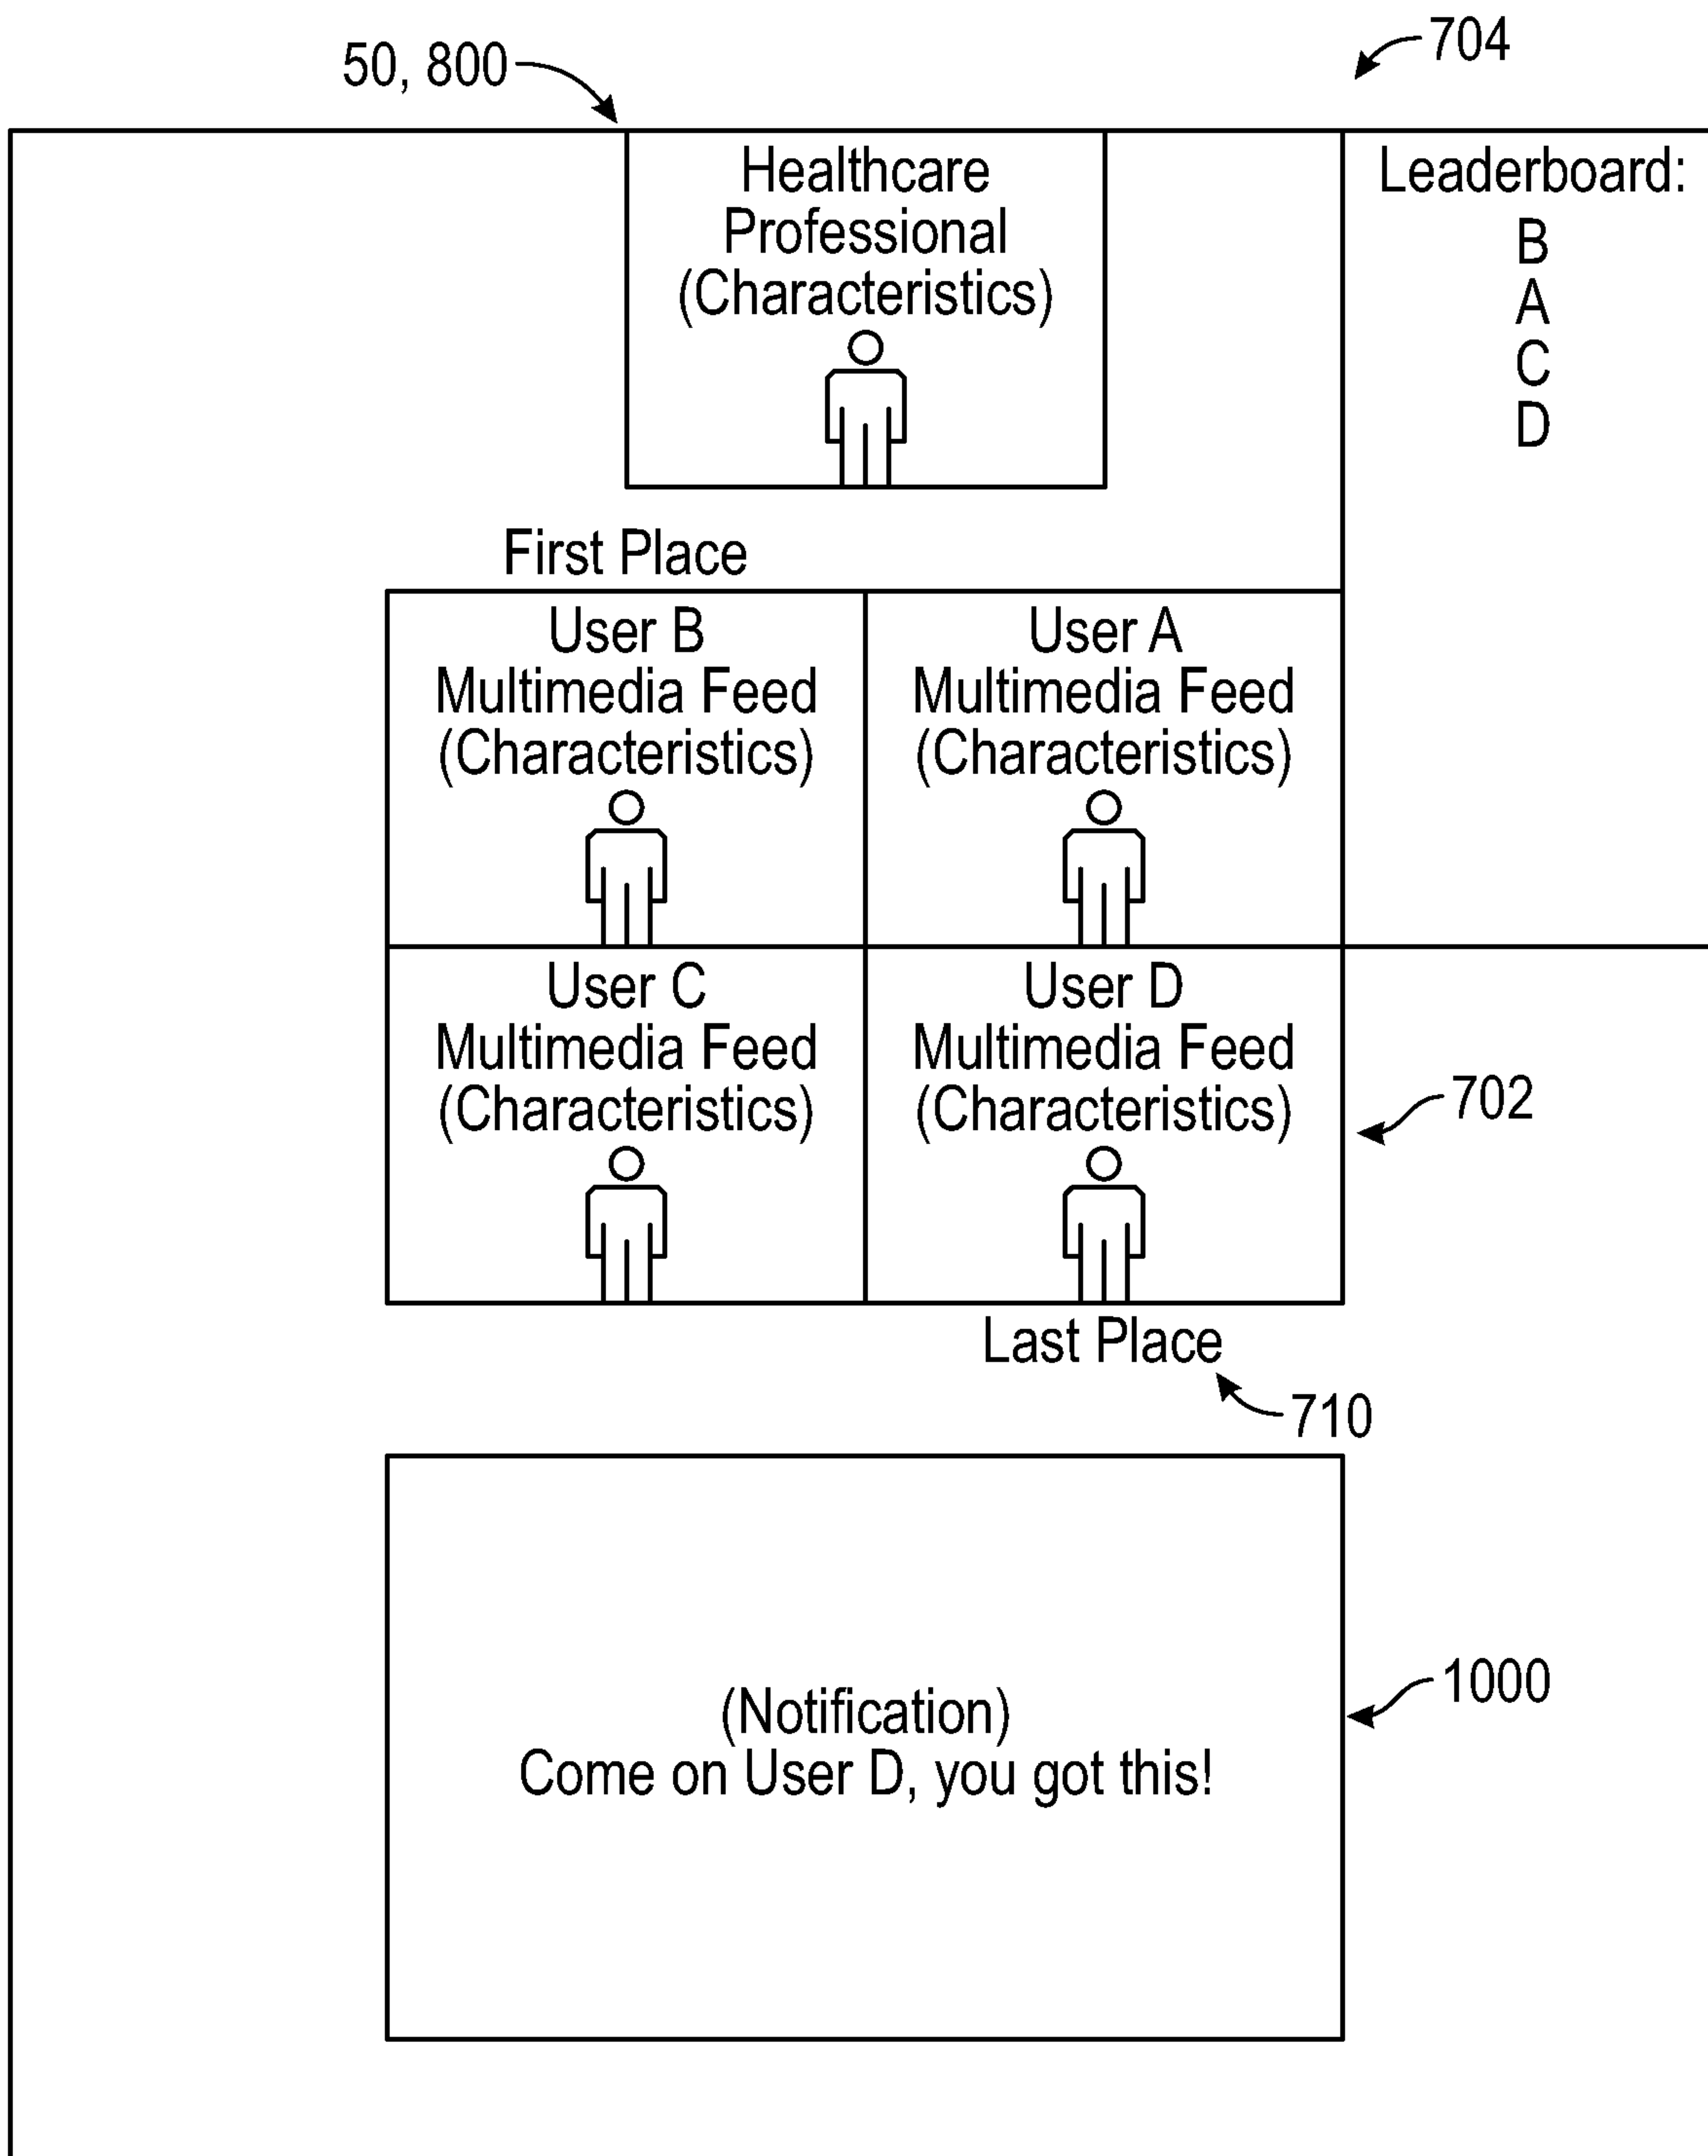 50, 800
704
Healthcare
Professional
(Characteristics)
Leaderboard:
B
A
C
D
First Place
User B
Multimedia Feed
(Characteristics)
User A
Multimedia Feed
(Characteristics)
User C
Multimedia Feed
(Characteristics)
User D
Multimedia Feed
(Characteristics)
702
Last Place
710
(Notification)
Come on User D, you got this!
1000